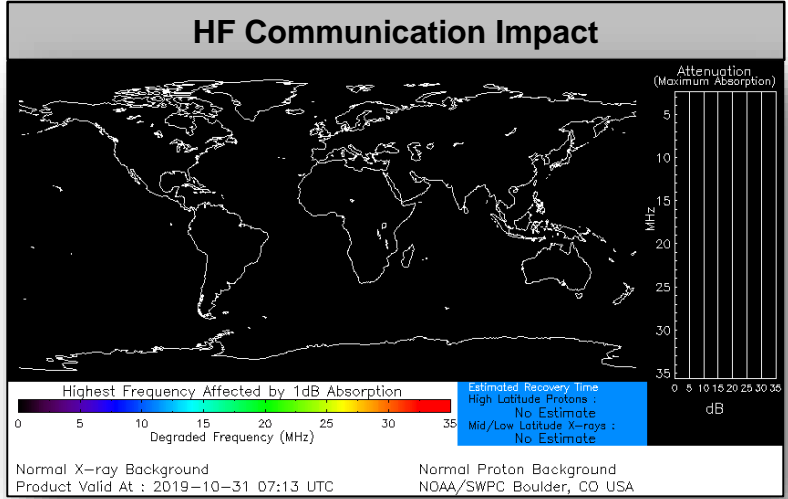 HF Communication Impact
Attenuation
(Maximum Absorption)
5
10
15
20
25
30
35
MHz
0 5 10 15 20 25 30 35
dB
Highest Frequency Affected by 1dB Absorption
0 5 10 15 20 25 30 35
Degraded Frequency (MHz)
Estimated Recovery Time
High Latitude Protons :
No Estimate
Mid/Low Latitude X-rays :
No Estimate
Normal X-ray Background
Normal Proton Background
Product Valid At : 2019-10-31 07:13 UTC
NOAA/SWPC Boulder, CO USA